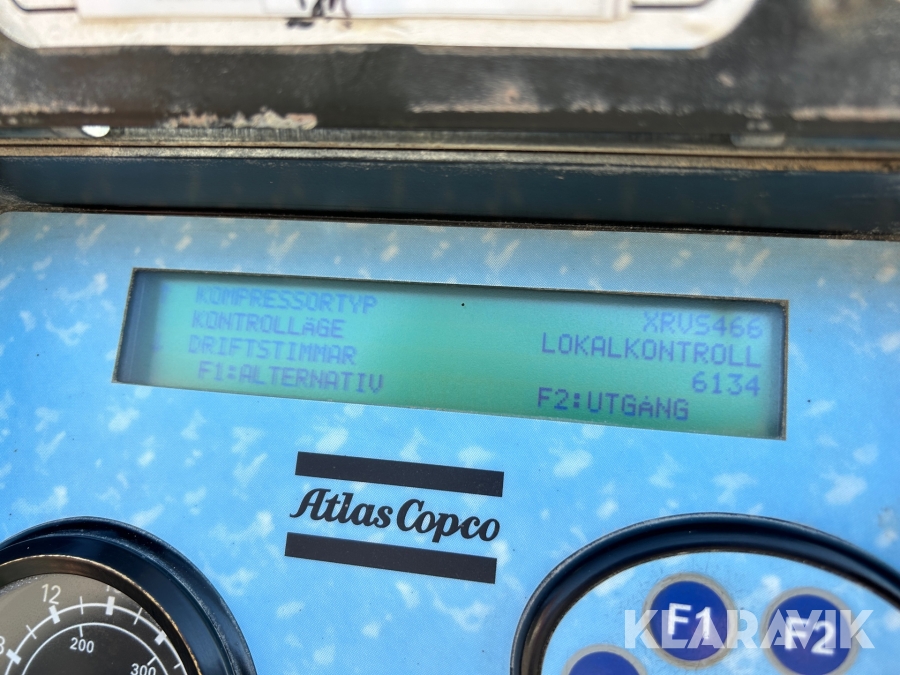 KOMPRESSORTYP XRVS466
KONTROLLÄGE LOKALKONTROLL
DRIFTSTIMMAR 6134
F1:ALTERNATIV F2:UTGÅNG
Atlas Copco
12
200
300
F1 F2
KLARAVIK